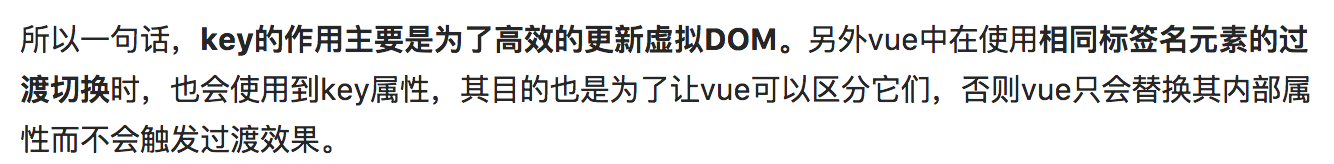 所以一句话，key的作用主要是为了高效的更新虚拟DOM。另外vue中在使用相同标签名元素的过
渡切换时，也会使用到key属性，其目的也是为了让vue可以区分它们，否则vue只会替换其内部属
性而不会触发过渡效果。